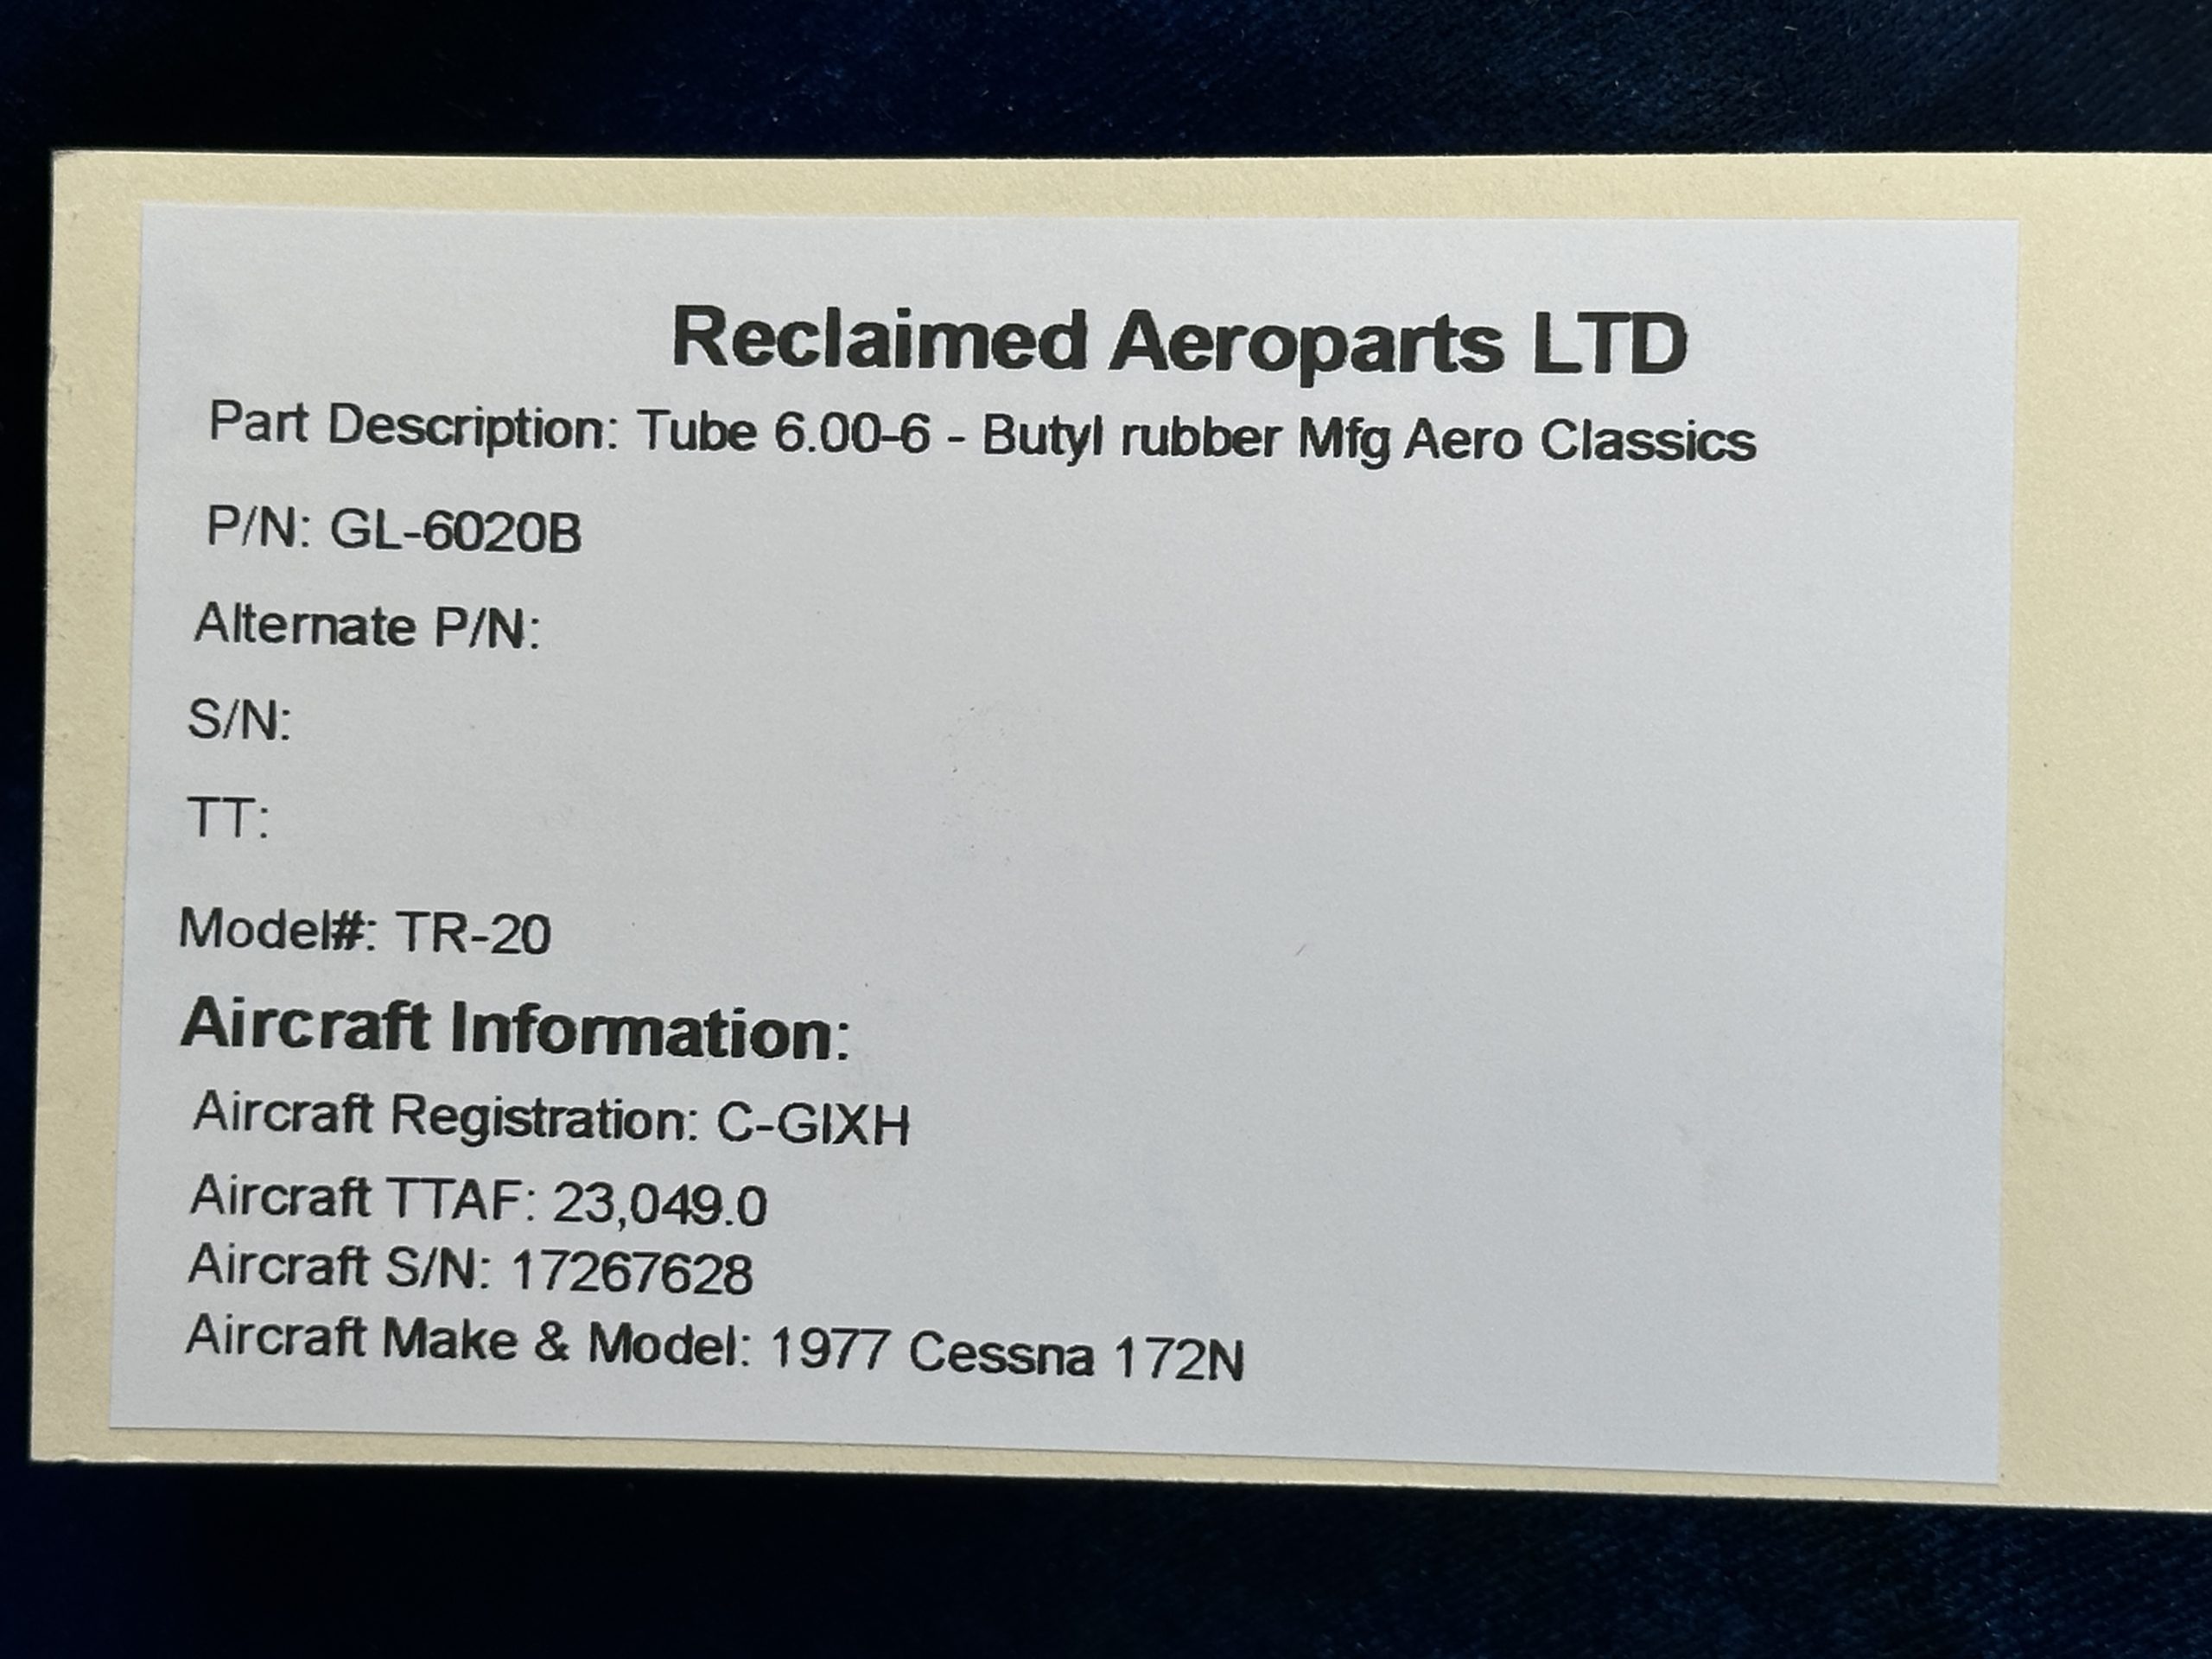 Reclaimed Aeroparts LTD
Part Description: Tube 6.00-6 - Butyl rubber Mfg Aero Classics
P/N: GL-6020B
Alternate P/N:
S/N:
TT:
Model#: TR-20
Aircraft Information:
Aircraft Registration: C-GIXH
Aircraft TTAF: 23,049.0
Aircraft S/N: 17267628
Aircraft Make & Model: 1977 Cessna 172N